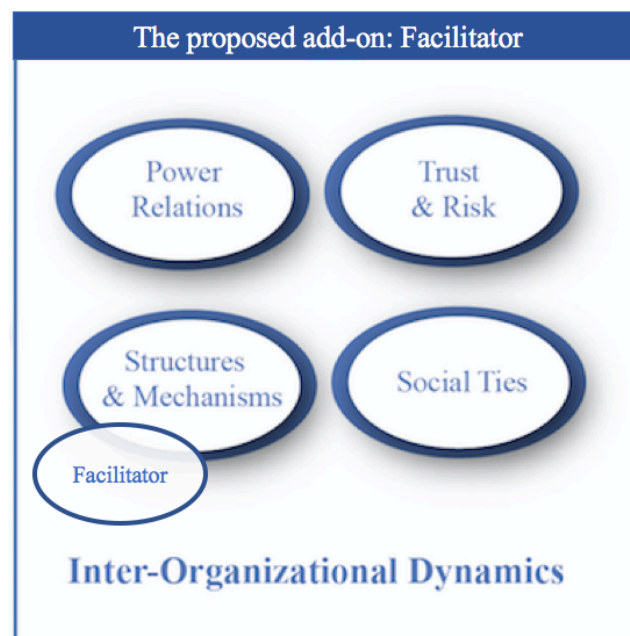 The proposed add-on: Facilitator
Power
Relations
Trust
& Risk
Structures
& Mechanisms
Social Ties
Facilitator
Inter-Organizational Dynamics